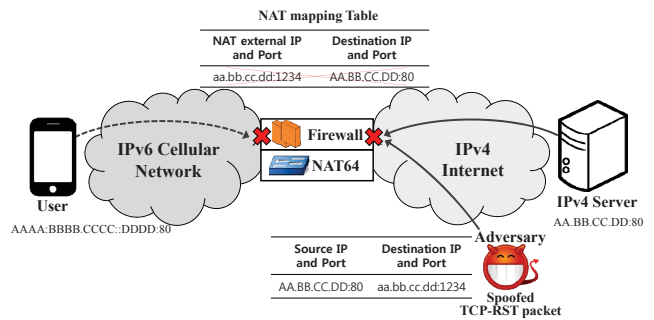 NAT mapping Table
NAT external IP and Port
Destination IP and Port
aa.bb.cc.dd:1234
AA.BB.CC.DD:80
IPv6 Cellular Network
Firewall
NAT64
IPv4 Internet
User
AAAA:BBBB.CCCC::DDDD:80
IPv4 Server
AA.BB.CC.DD:80
Source IP and Port
Destination IP and Port
AA.BB.CC.DD:80
aa.bb.cc.dd:1234
Adversary
Spoofed
TCP-RST packet